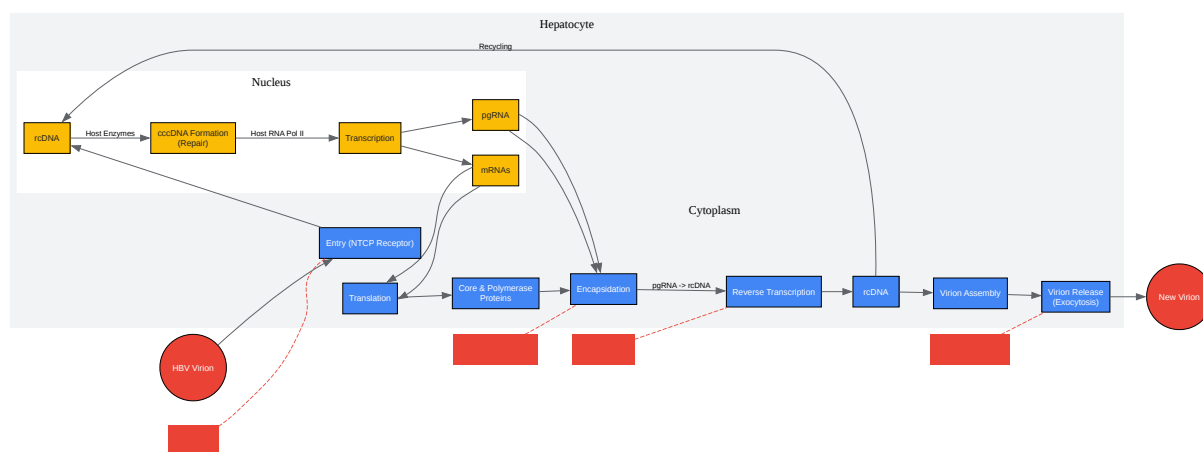 Hepatocyte
Recycling
Nucleus
pgRNA
rcDNA
Host Enzymes
cccDNA Formation
(Repair)
Host RNA Pol II
Transcription
mRNAs
Cytoplasm
Entry (NTCP Receptor)
Translation
Core & Polymerase
Proteins
Encapsidation
pgRNA -> rcDNA
Reverse Transcription
rcDNA
Virion Assembly
Virion Release
(Exocytosis)
New Virion
HBV Virion